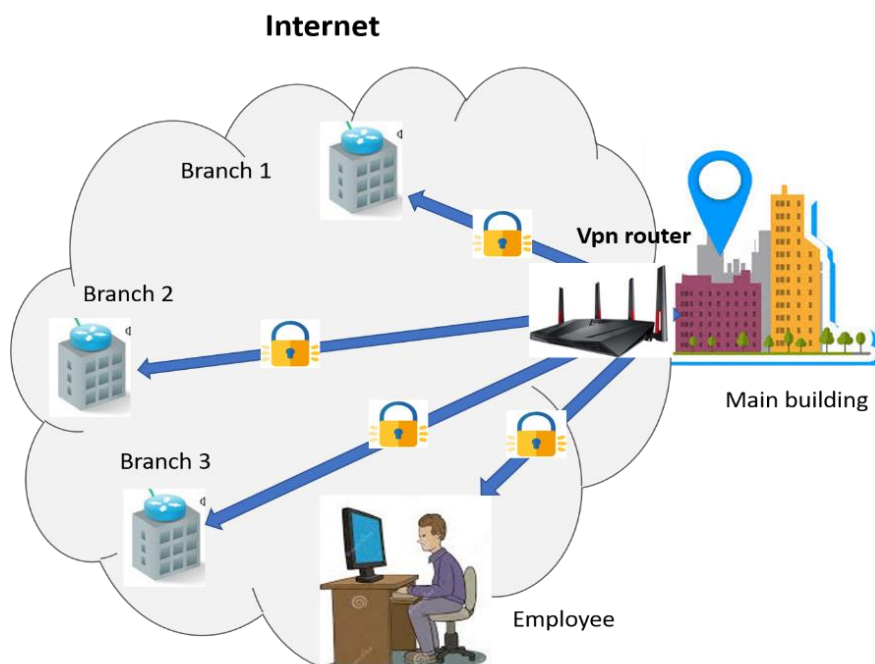 Internet
Branch 1
Vpn router
Branch 2
Main building
Branch 3
Employee